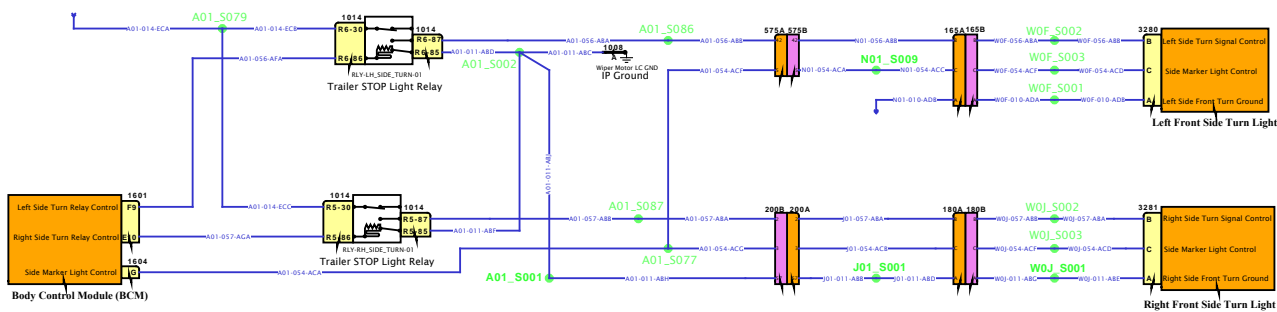 A01_S079
A01-014-ECA
A01-014-ECB
1014
R6-30
R6-86
1014
R6-87
R6-85
RLY-LH_SIDE_TURN-01
Trailer STOP Light Relay
A01-056-AFA
A01-056-ABA
A01-011-ABD
A01_S002
A01-011-ABC
1008
A
Wiper Motor LC GND
IP Ground
A01_S086
A01-056-ABB
A01-054-ACF
575A 575B
42 42
N01-056-ABB
N01-054-ACA
N01_S009
N01-054-ACC
N01-010-ADB
165A 165B
B B
C C
A A
W0F_S002
W0F-056-ABA
W0F-056-ABB
W0F_S003
W0F-054-ACF
W0F-054-ACD
W0F_S001
W0F-010-ADA
W0F-010-ADB
3280
B
C
A
Left Side Turn Signal Control
Side Marker Light Control
Left Side Front Turn Ground
Left Front Side Turn Light
A01-011-ABJ
1601
Left Side Turn Relay Control
F9
Right Side Turn Relay Control
E10
1604
Side Marker Light Control
G
Body Control Module (BCM)
A01-014-ECC
A01-057-AGA
A01-054-ACA
1014
R5-30
R5-86
1014
R5-87
R5-85
RLY-RH_SIDE_TURN-01
Trailer STOP Light Relay
A01-011-ABF
A01_S087
A01-057-ABB
A01-057-ABA
A01-054-ACG
A01_S077
A01_S001
A01-011-ABH
200B 200A
2 2
3 3
J01-057-ABA
J01-054-ACB
J01_S001
J01-011-ABB
J01-011-ABD
180A 180B
B B
C C
A A
W0J_S002
W0J-057-ABB
W0J-057-ABA
W0J_S003
W0J-054-ACF
W0J-054-ACD
W0J_S001
W0J-011-ABG
W0J-011-ABE
3281
B
C
A
Right Side Turn Signal Control
Side Marker Light Control
Right Side Front Turn Ground
Right Front Side Turn Light